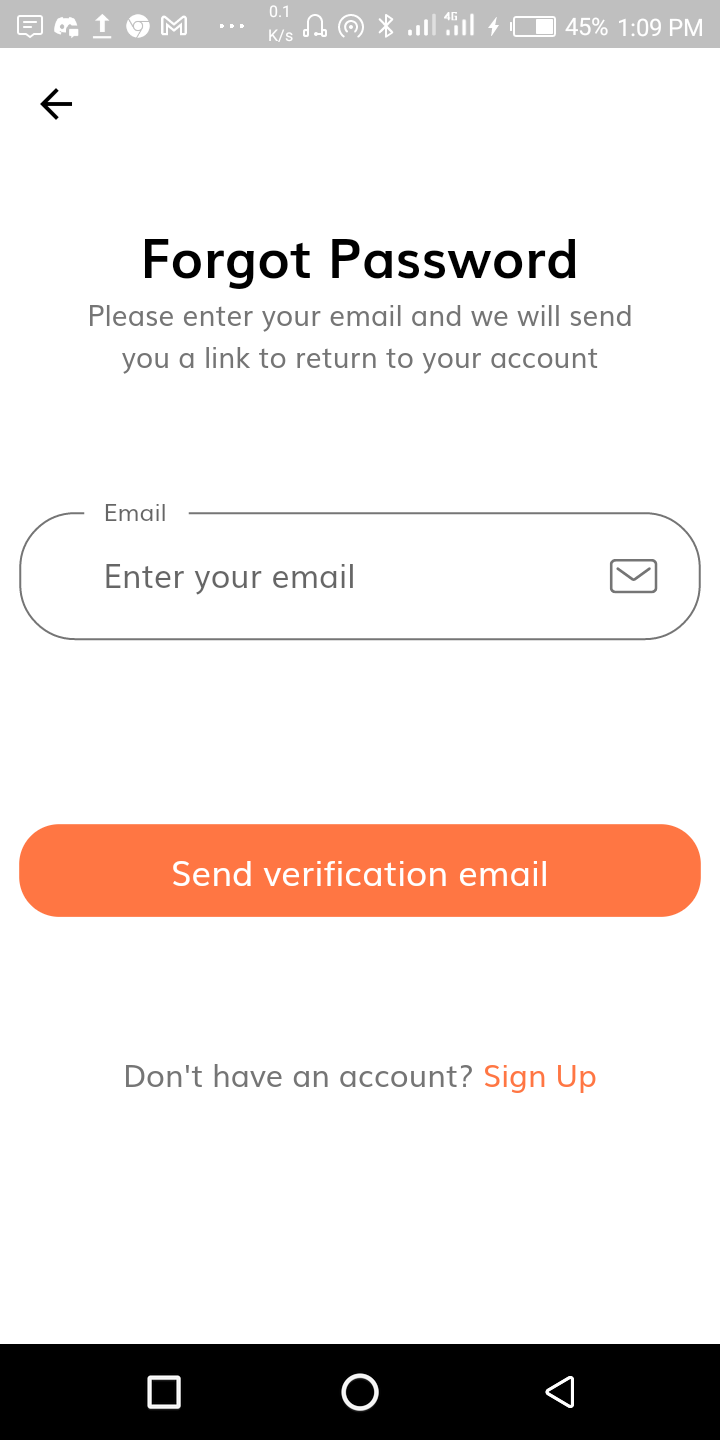 0.1
K/s
4G
45% 1:09 PM
Forgot Password
Please enter your email and we will send
you a link to return to your account
Email
Enter your email
Send verification email
Don't have an account? Sign Up